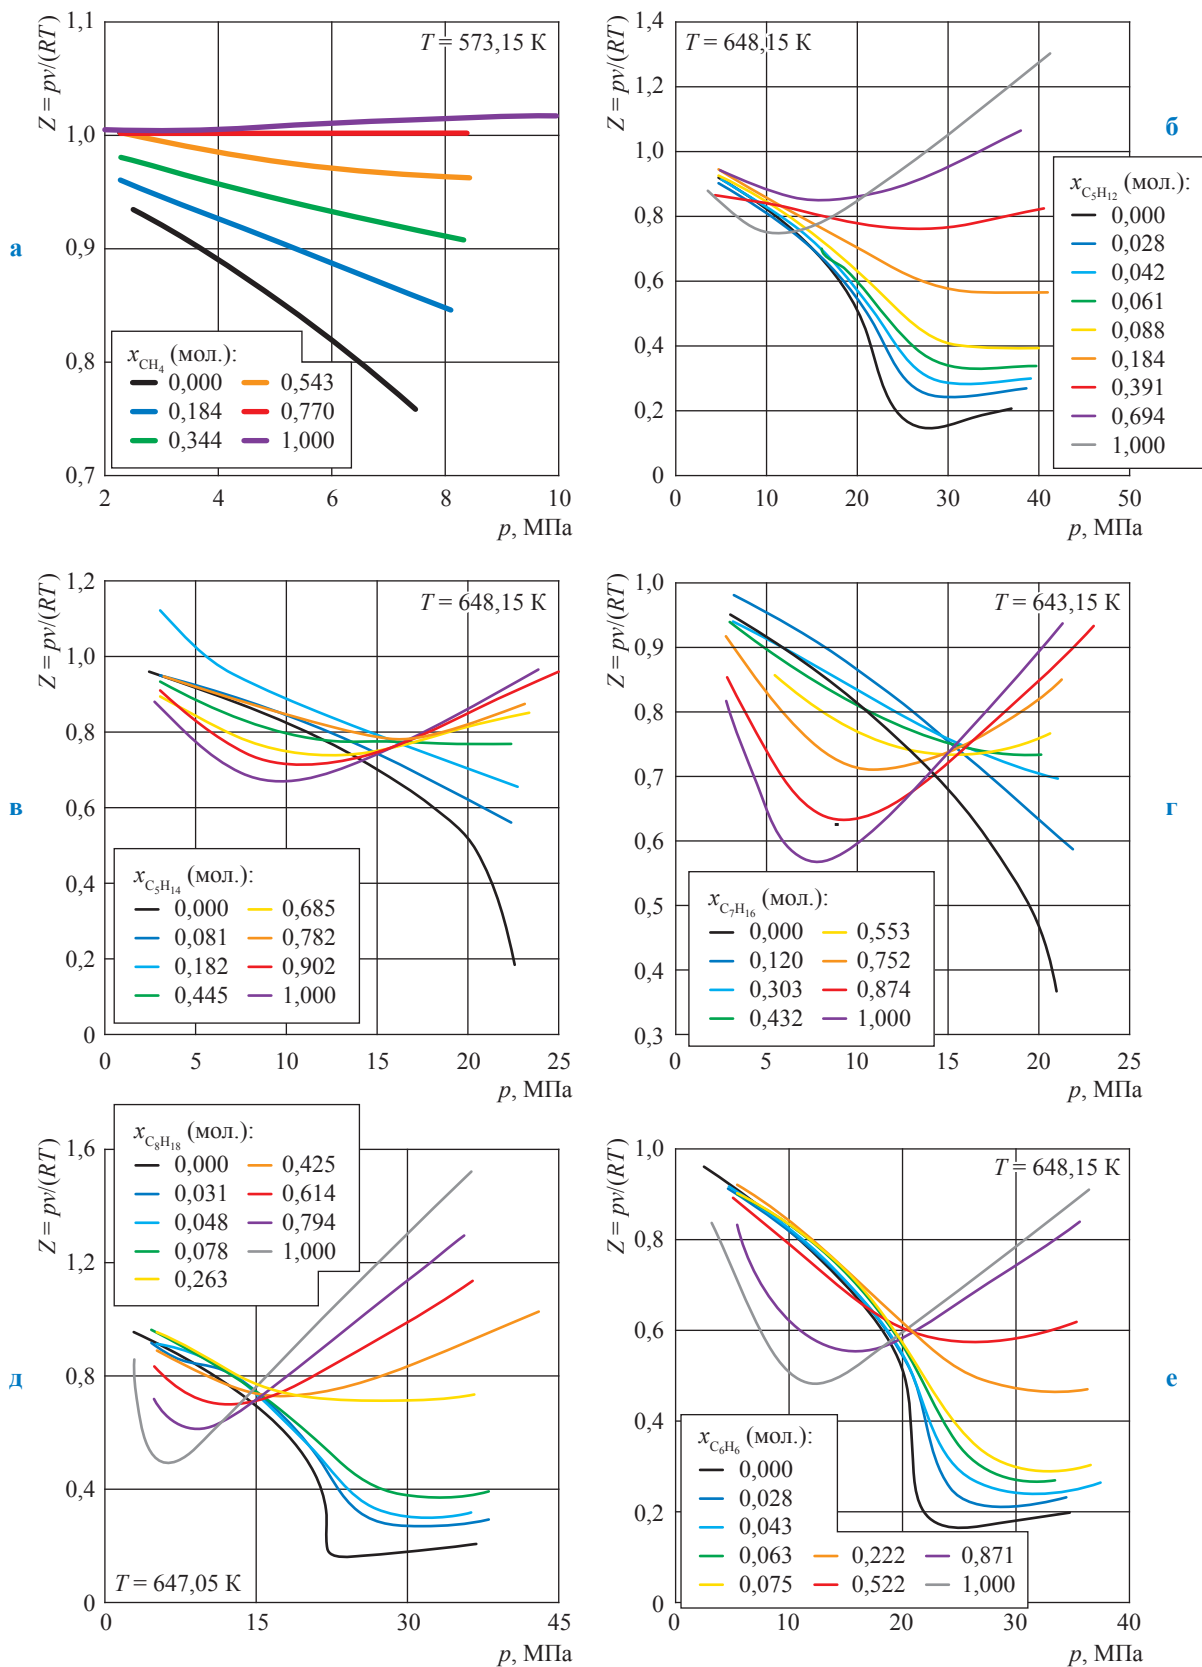 Z = pv/(RT)
T = 573,15 К
1,1
1,0
0,9
0,8
0,7
2 4 6 8 10
p, МПа
x_CH4 (мол.):
0,000 0,543
0,184 0,770
0,344 1,000
а
Z = pv/(RT)
T = 648,15 К
1,4
1,2
1,0
0,8
0,6
0,4
0,2
0
0 10 20 30 40 50
p, МПа
б
x_C5H12 (мол.):
0,000
0,028
0,042
0,061
0,088
0,184
0,391
0,694
1,000
Z = pv/(RT)
T = 648,15 К
1,2
1,0
0,8
0,6
0,4
0,2
0
0 5 10 15 20 25
p, МПа
в
x_C5H14 (мол.):
0,000 0,685
0,081 0,782
0,182 0,902
0,445 1,000
Z = pv/(RT)
T = 643,15 К
1,0
0,9
0,8
0,7
0,6
0,5
0,4
0,3
0 5 10 15 20 25
p, МПа
г
x_C7H16 (мол.):
0,000 0,553
0,120 0,752
0,303 0,874
0,432 1,000
Z = pv/(RT)
x_C8H18 (мол.):
0,000 0,425
0,031 0,614
0,048 0,794
0,078 1,000
0,263
1,6
1,2
0,8
0,4
0
T = 647,05 К
0 15 30 45
p, МПа
д
Z = pv/(RT)
T = 648,15 К
1,0
0,8
0,6
0,4
0,2
0
0 10 20 30 40
p, МПа
е
x_C6H6 (мол.):
0,000
0,028
0,043
0,063 0,222 0,871
0,075 0,522 1,000